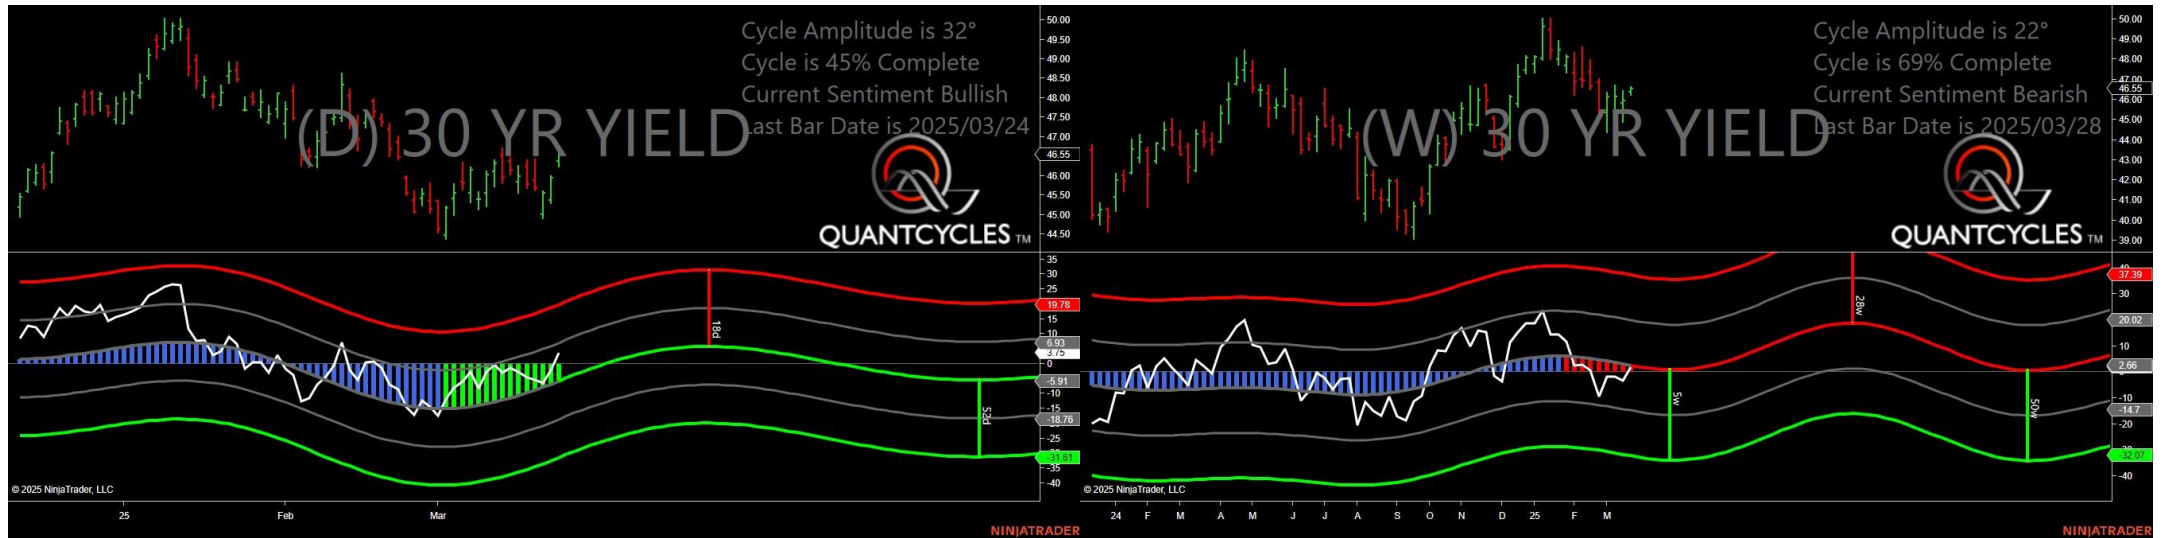 Cycle Amplitude is 32°
Cycle is 45% Complete
Current Sentiment Bullish
Last Bar Date is 2025/03/24
(D) 30 YR YIELD
QUANTCYCLES TM
50.00
49.50
49.00
48.50
48.00
47.50
47.00
46.55
46.00
45.50
45.00
44.50
35
30
25
19.78
15
10
6.93
3.75
0
-5.91
-10
-15
-18.76
-25
-31.61
-35
-40
18d
52d
© 2025 NinjaTrader, LLC
25 Feb Mar
NINJATRADER
Cycle Amplitude is 22°
Cycle is 69% Complete
Current Sentiment Bearish
Last Bar Date is 2025/03/28
(W) 30 YR YIELD
QUANTCYCLES TM
50.00
49.00
48.00
47.00
46.55
46.00
45.00
44.00
43.00
42.00
41.00
40.00
39.00
37.39
30
20.02
10
2.66
-10
-14.7
-20
-32.07
-40
28w
5w
50w
© 2025 NinjaTrader, LLC
24 F M A M J J A S O N D 25 F M
NINJATRADER